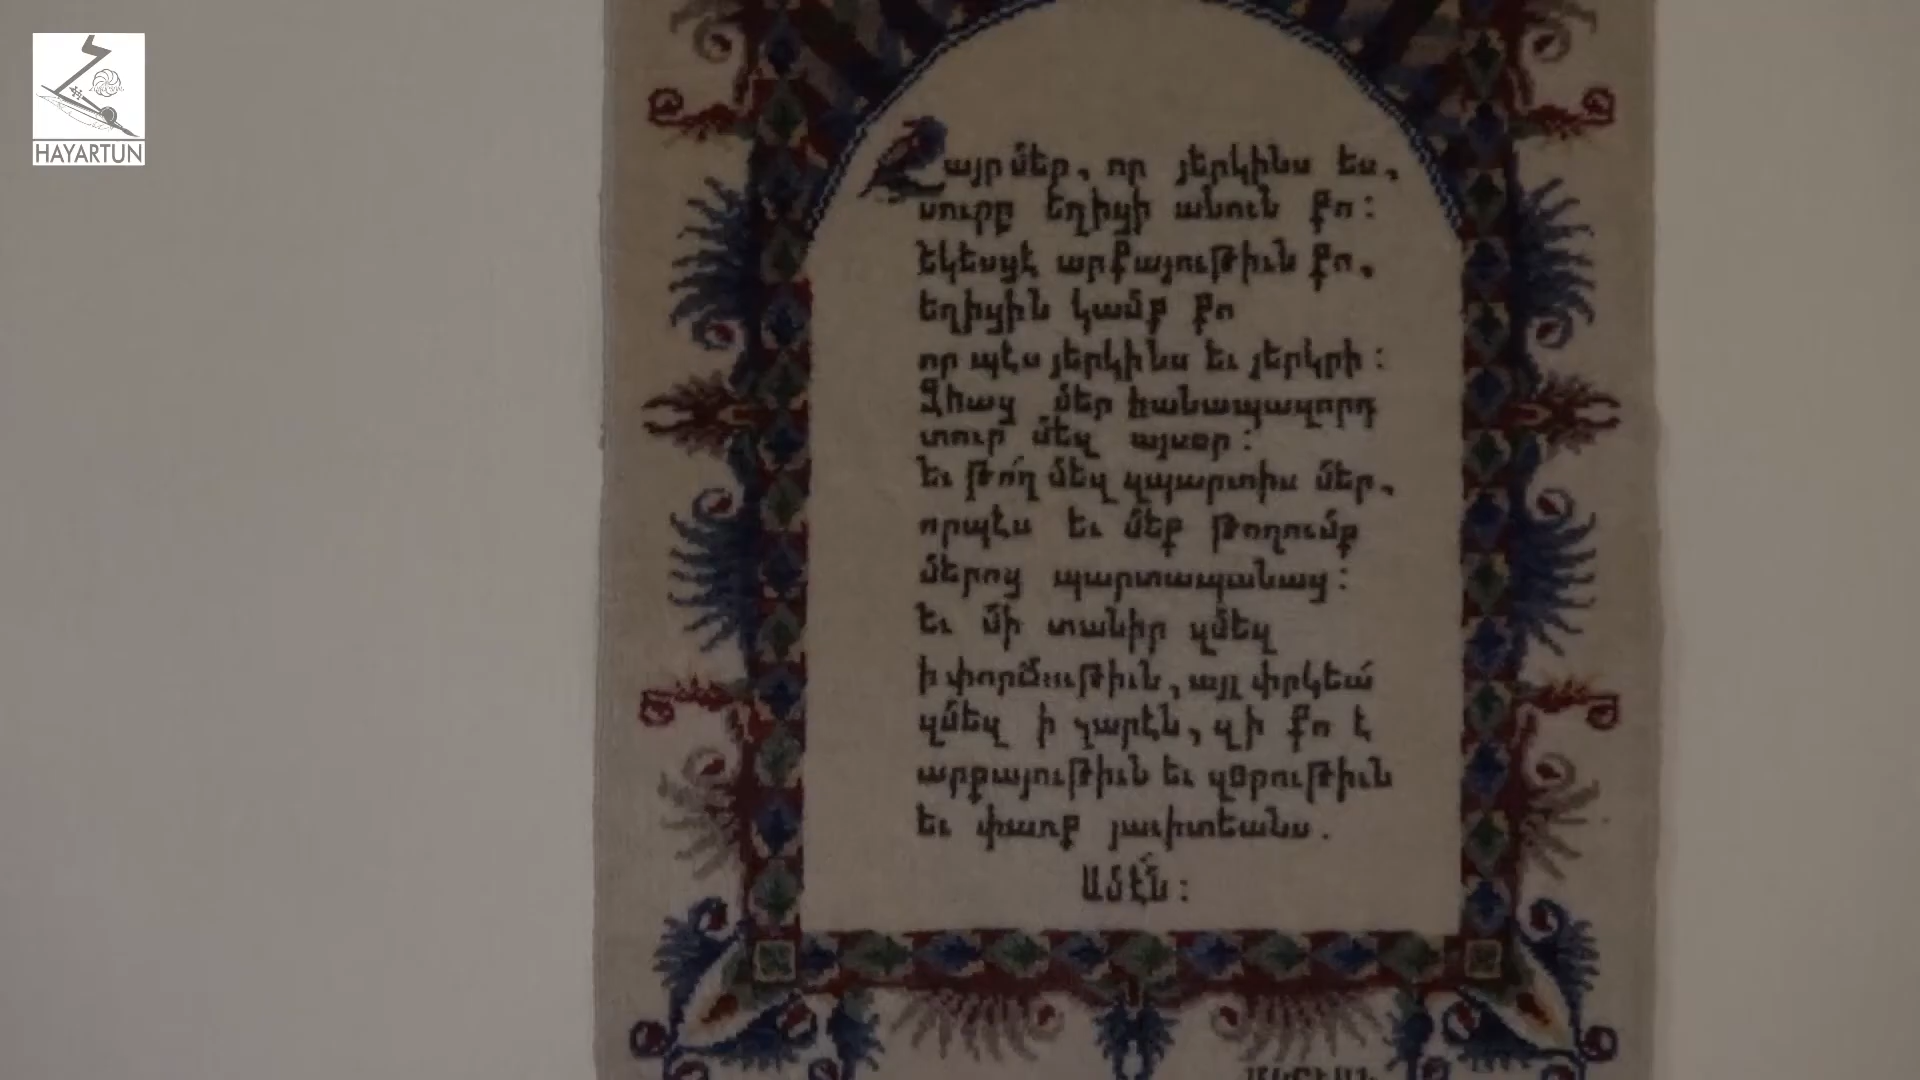 HAYARTUN
Հայր մեր, որ յերկինս ես,
սուրբ եղիցի անուն քո:
եկեսցէ արքայութիւն քո,
եղիցին կամք քո
որպէս յերկինս եւ յերկրի:
Զհաց մեր հանապազորդ
տուր մեզ այսօր:
եւ թո՛ղ մեզ զպարտիս մեր,
որպէս եւ մեք թողումք
մերոց պարտապանաց:
եւ մի տանիր զմեզ
ի փորձութիւն, այլ փրկեա՛
զմեզ ի չարէն, զի քո է
արքայութիւն եւ զօրութիւն
եւ փառք յաւիտեանս.
Ամէ՛ն: